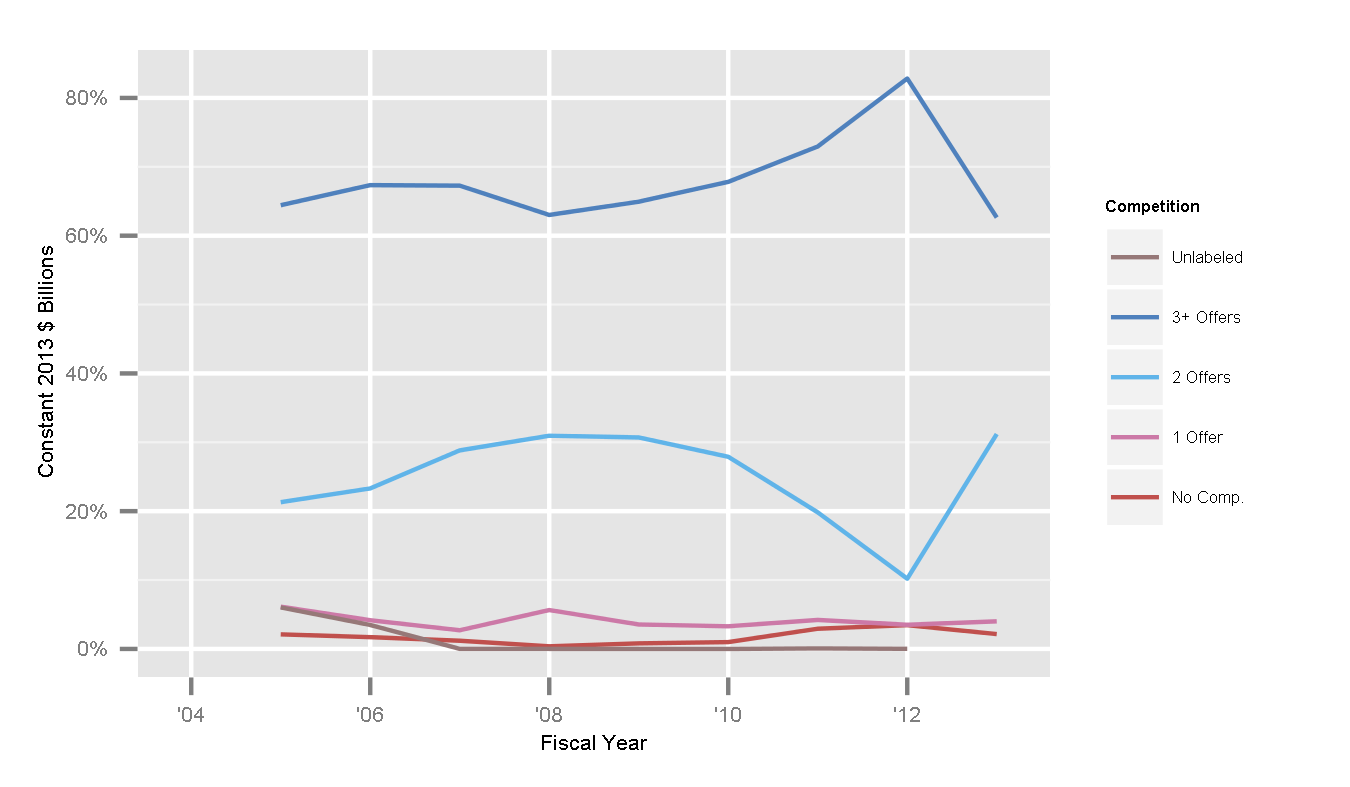 80%
60%
40%
20%
0%
Constant 2013 $ Billions
'04
'06
'08
'10
'12
Fiscal Year
Competition
Unlabeled
3+ Offers
2 Offers
1 Offer
No Comp.